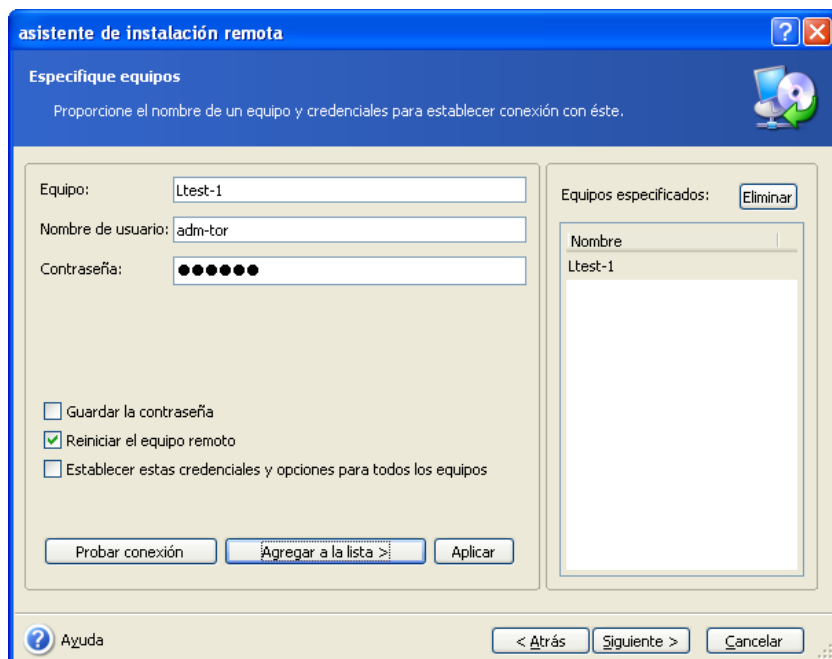 asistente de instalación remota
Especifique equipos
Proporcione el nombre de un equipo y credenciales para establecer conexión con éste.
Equipo:
Ltest-1
Nombre de usuario:
adm-tor
Contraseña:
●●●●●●
Guardar la contraseña
Reiniciar el equipo remoto
Establecer estas credenciales y opciones para todos los equipos
Probar conexión
Agregar a la lista >
Aplicar
Equipos especificados:
Eliminar
Nombre
Ltest-1
Ayuda
< Atrás
Siguiente >
Cancelar